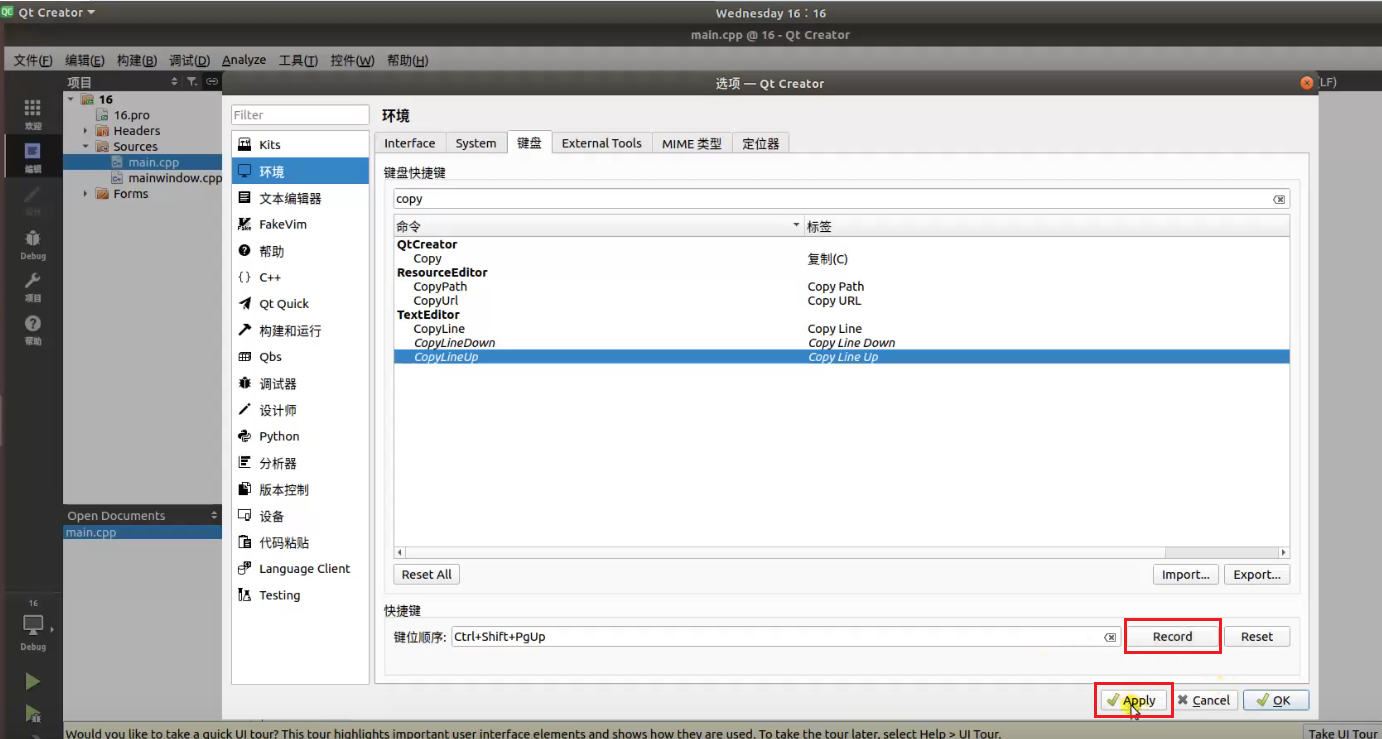 Qt Creator
Wednesday 16：16
main.cpp @ 16 - Qt Creator
文件(F) 编辑(E) 构建(B) 调试(D) Analyze 工具(T) 控件(W) 帮助(H)
项目
选项 — Qt Creator
(LF)
16
16.pro
Headers
Sources
main.cpp
mainwindow.cpp
Forms
欢迎
编辑
设计
Debug
项目
帮助
Open Documents
main.cpp
16
Debug
Filter
Kits
环境
文本编辑器
FakeVim
帮助
{} C++
Qt Quick
构建和运行
Qbs
调试器
设计师
Python
分析器
版本控制
设备
代码粘贴
Language Client
Testing
环境
Interface System 键盘 External Tools MIME 类型 定位器
键盘快捷键
copy
命令 标签
QtCreator
Copy 复制(C)
ResourceEditor
CopyPath Copy Path
CopyUrl Copy URL
TextEditor
CopyLine Copy Line
CopyLineDown Copy Line Down
CopyLineUp Copy Line Up
Reset All Import... Export...
快捷键
键位顺序: Ctrl+Shift+PgUp Record Reset
Apply Cancel OK
Would you like to take a quick UI tour? This tour highlights important user interface elements and shows how they are used. To take the tour later, select Help > UI Tour. Take UI Tour